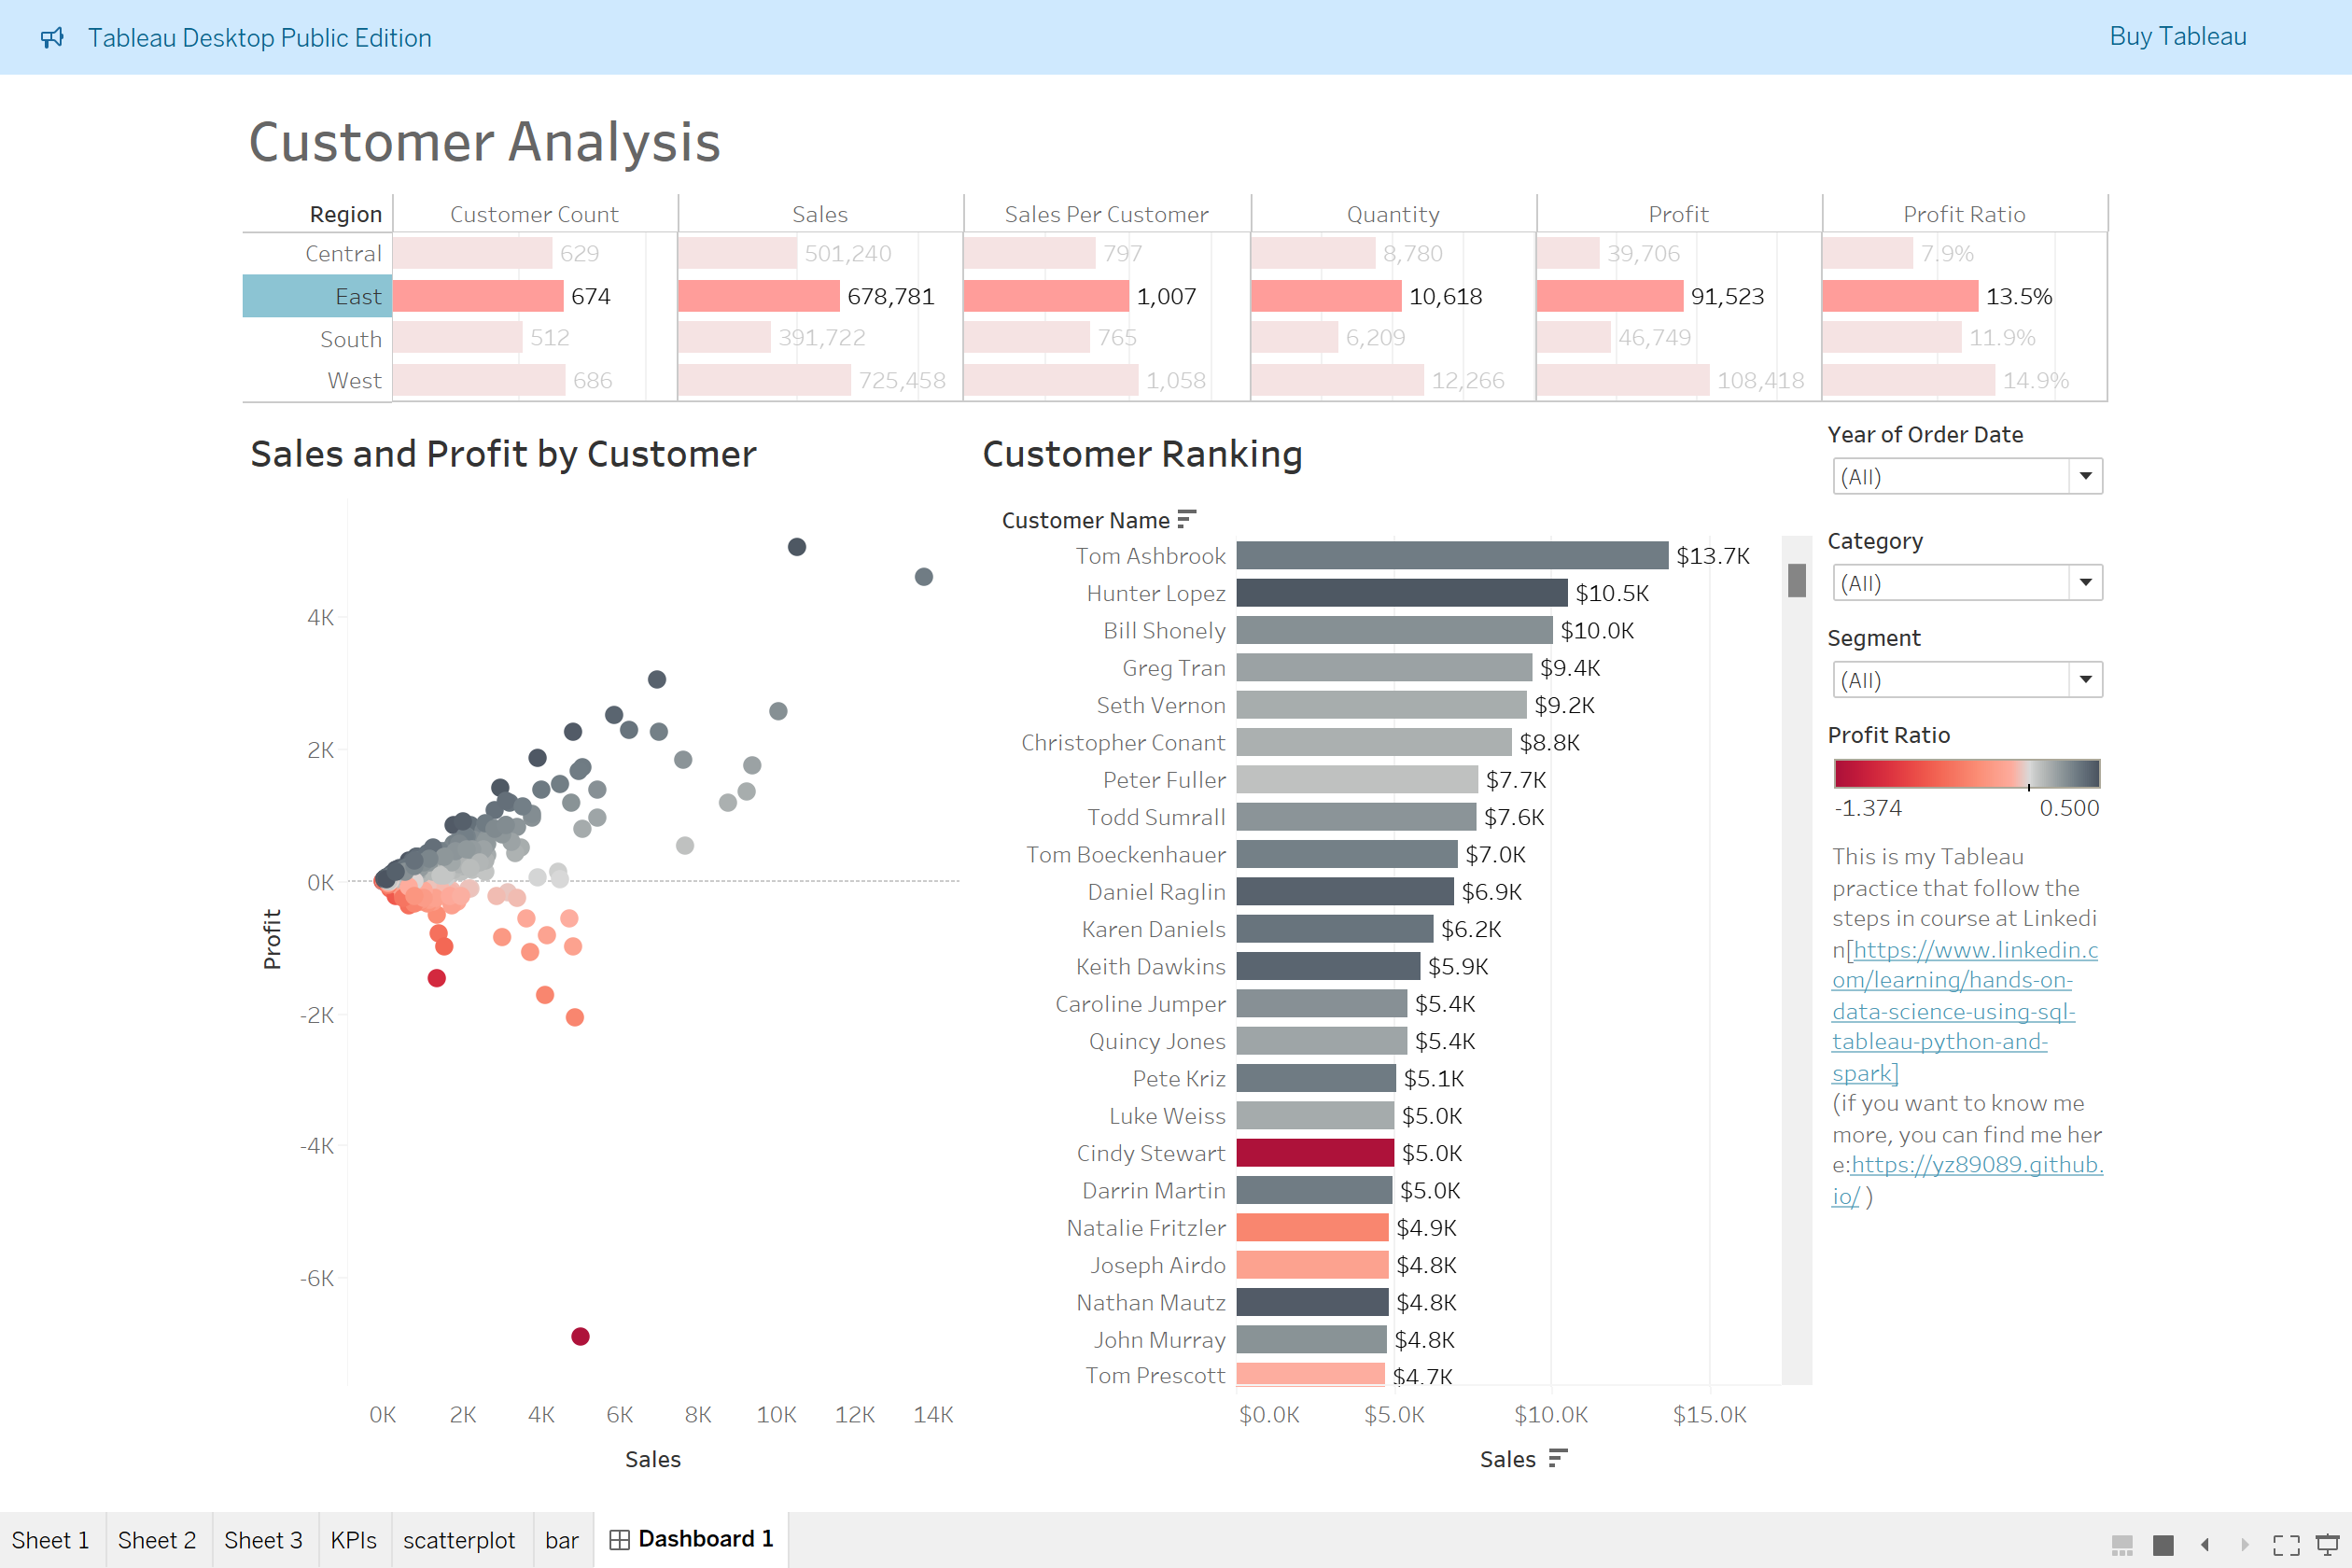 Tableau Desktop Public Edition
Buy Tableau
Customer Analysis
Region Customer Count Sales Sales Per Customer Quantity Profit Profit Ratio
Central 629 501,240 797 8,780 39,706 7.9%
East 674 678,781 1,007 10,618 91,523 13.5%
South 512 391,722 765 6,209 46,749 11.9%
West 686 725,458 1,058 12,266 108,418 14.9%
Sales and Profit by Customer
4K
2K
0K
-2K
-4K
-6K
Profit
0K 2K 4K 6K 8K 10K 12K 14K
Sales
Customer Ranking
Customer Name
Tom Ashbrook $13.7K
Hunter Lopez $10.5K
Bill Shonely $10.0K
Greg Tran $9.4K
Seth Vernon $9.2K
Christopher Conant $8.8K
Peter Fuller $7.7K
Todd Sumrall $7.6K
Tom Boeckenhauer $7.0K
Daniel Raglin $6.9K
Karen Daniels $6.2K
Keith Dawkins $5.9K
Caroline Jumper $5.4K
Quincy Jones $5.4K
Pete Kriz $5.1K
Luke Weiss $5.0K
Cindy Stewart $5.0K
Darrin Martin $5.0K
Natalie Fritzler $4.9K
Joseph Airdo $4.8K
Nathan Mautz $4.8K
John Murray $4.8K
Tom Prescott $4.7K
$0.0K $5.0K $10.0K $15.0K
Sales
Year of Order Date
(All)
Category
(All)
Segment
(All)
Profit Ratio
-1.374 0.500
This is my Tableau
practice that follow the
steps in course at Linkedi
n[https://www.linkedin.c
om/learning/hands-on-
data-science-using-sql-
tableau-python-and-
spark]
(if you want to know me
more, you can find me her
e:https://yz89089.github.
io/ )
Sheet 1 Sheet 2 Sheet 3 KPIs scatterplot bar Dashboard 1